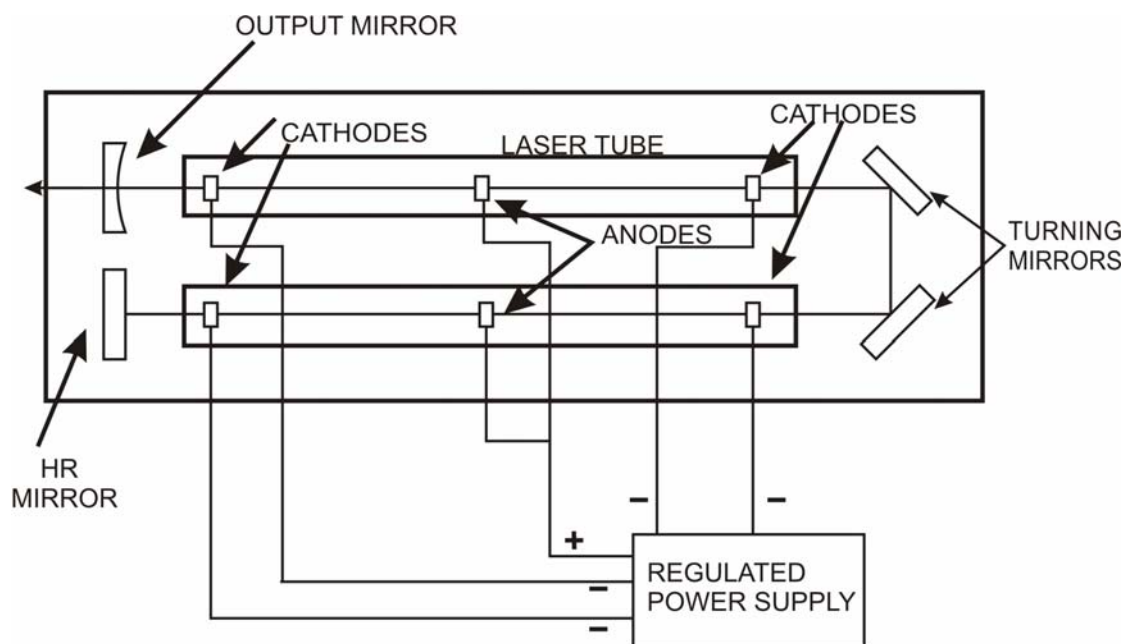 OUTPUT MIRROR
CATHODES
CATHODES
LASER TUBE
ANODES
TURNING
MIRRORS
HR
MIRROR
–
–
+
–
–
REGULATED
POWER SUPPLY